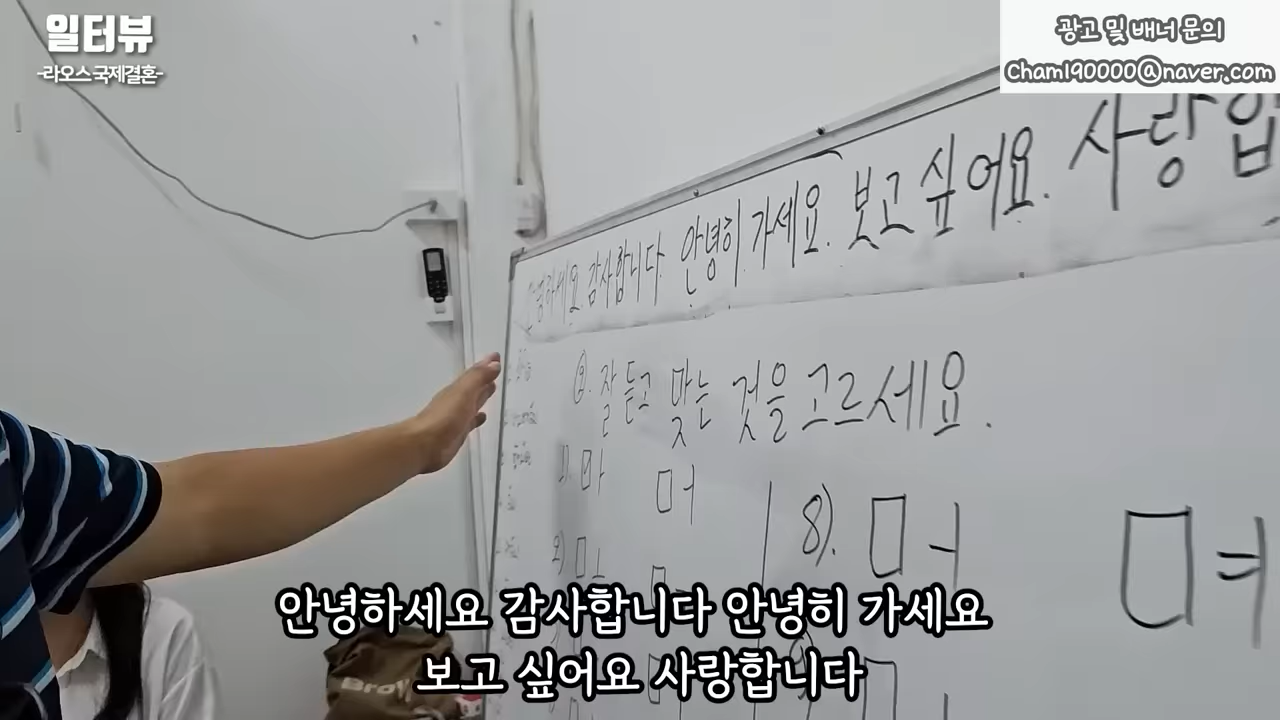 일터뷰
-라오스 국제결혼-
광고 및 배너 문의
Cham190000@naver.com
감사합니다. 안녕히 가세요. 보고 싶어요. 사랑합
2. 잘 듣고 맞는 것을 고르세요.
1) 마 머
8). 머 며
2)
안녕하세요 감사합니다 안녕히 가세요
보고 싶어요 사랑합니다